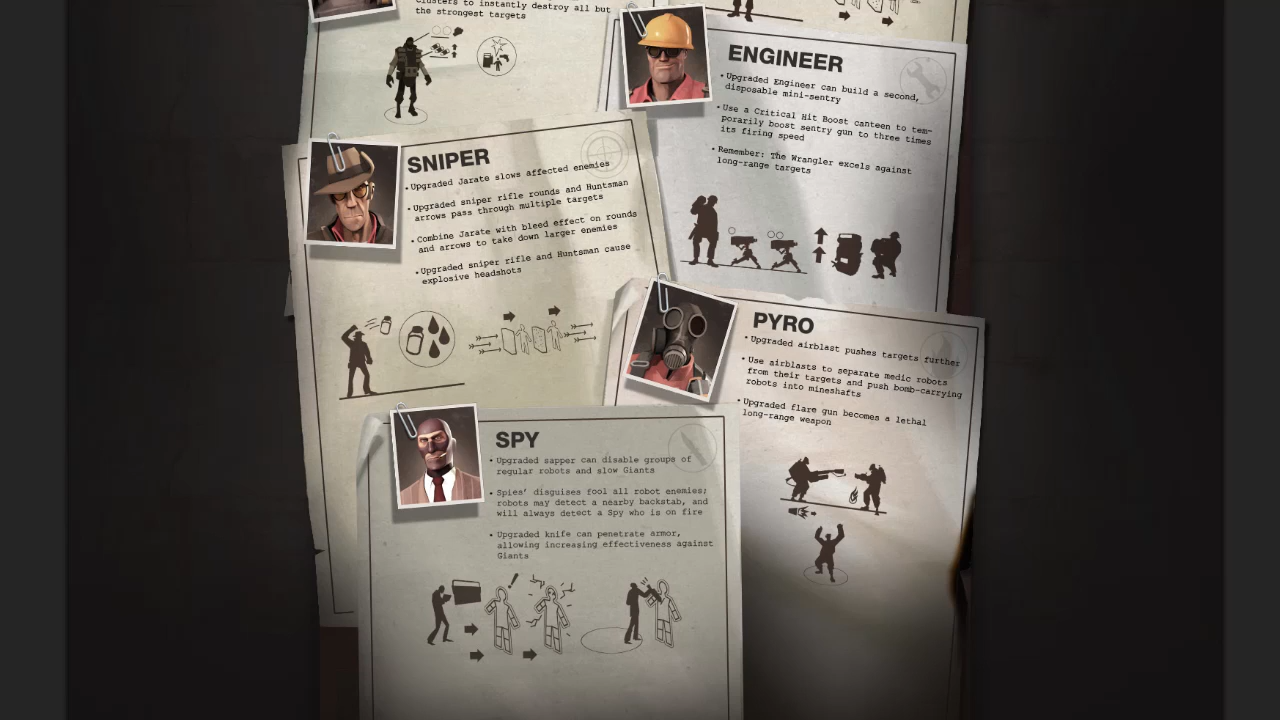 Clusters to instantly destroy all but
the strongest targets
ENGINEER
• Upgraded Engineer can build a second,
disposable mini-sentry
• Use a Critical Hit Boost canteen to tem-
porarily boost sentry gun to three times
its firing speed
• Remember: The Wrangler excels against
long-range targets
SNIPER
• Upgraded Jarate slows affected enemies
• Upgraded sniper rifle rounds and Huntsman
arrows pass through multiple targets
• Combine Jarate with bleed effect on rounds
and arrows to take down larger enemies
• Upgraded sniper rifle and Huntsman cause
explosive headshots
PYRO
• Upgraded airblast pushes targets further
• Use airblasts to separate medic robots
from their targets and push bomb-carrying
robots into mineshafts
• Upgraded flare gun becomes a lethal
long-range weapon
SPY
• Upgraded sapper can disable groups of
regular robots and slow Giants
• Spies' disguises fool all robot enemies;
robots may detect a nearby backstab, and
will always detect a Spy who is on fire
• Upgraded knife can penetrate armor,
allowing increasing effectiveness against
Giants